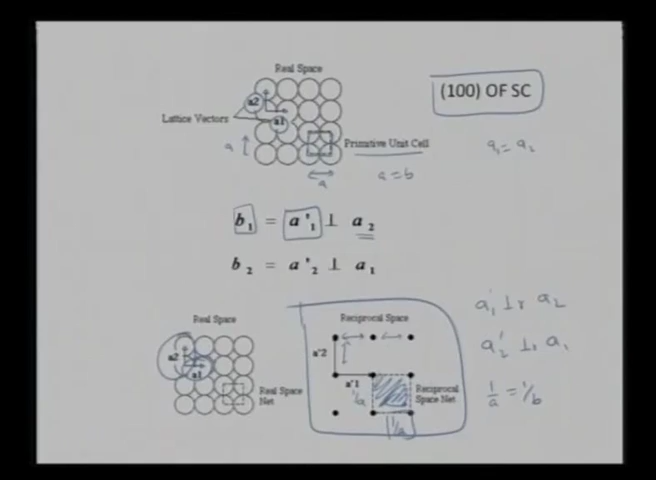 Real Space
(100) OF SC
a2
a1
Lattice Vectors
a
Primitive Unit Cell
a₁ = a₂
a
a = b
b₁ = a'₁ ⊥ a₂
b₂ = a'₂ ⊥ a₁
a₁' ⊥r a₂
Real Space
Reciprocal Space
a2
a'2
a₂' ⊥r a₁
a1
a'1
Real Space
Net
1/a
Reciprocal
Space Net
1/a = 1/b
1/a